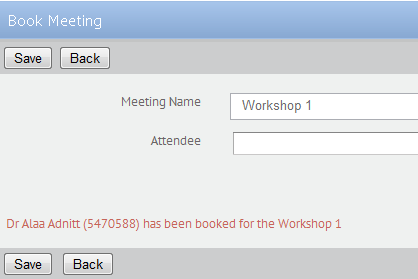 Book Meeting
Save Back
Meeting Name Workshop 1
Attendee
Dr Alaa Adnitt (5470588) has been booked for the Workshop 1
Save Back